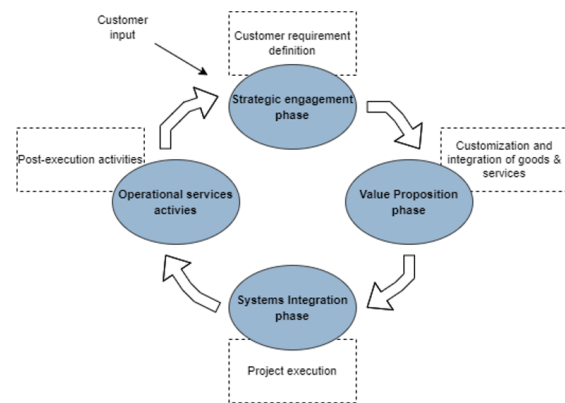 Customer
input
Customer requirement
definition
Strategic engagement
phase
Customization and
integration of goods &
services
Value Proposition
phase
Systems Integration
phase
Project execution
Post-execution activities
Operational services
activies